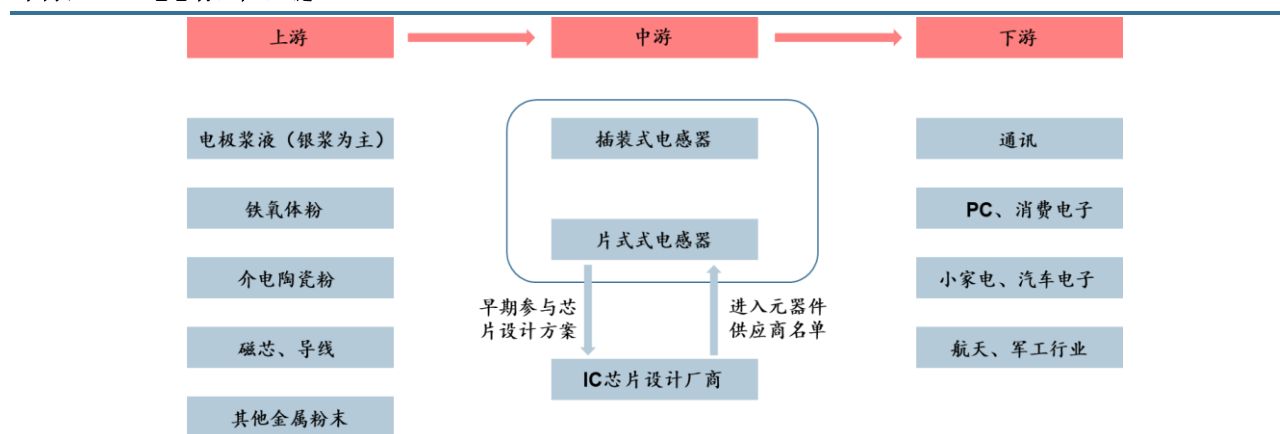 上游
中游
下游
电极浆液（银浆为主）
插装式电感器
通讯
铁氧体粉
PC、消费电子
片式式电感器
介电陶瓷粉
小家电、汽车电子
早期参与芯
片设计方案
进入元器件
供应商名单
磁芯、导线
航天、军工行业
IC芯片设计厂商
其他金属粉末